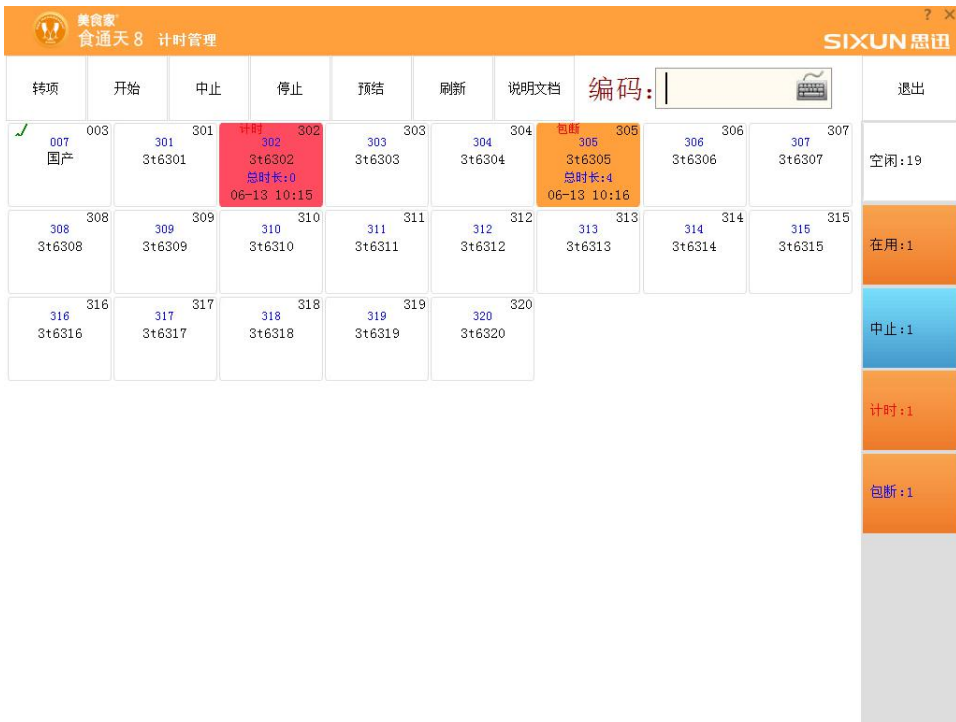 ? ×
美食家
食通天8 计时管理
SIXUN思迅
转项 开始 中止 停止 预结 刷新 说明文档 编码: 退出
003
007
国产
301
301
3t6301
计时 302
302
3t6302
总时长:0
06-13 10:15
303
303
3t6303
304
304
3t6304
包断 305
305
3t6305
总时长:4
06-13 10:16
306
306
3t6306
307
307
3t6307
308
308
3t6308
309
309
3t6309
310
310
3t6310
311
311
3t6311
312
312
3t6312
313
313
3t6313
314
314
3t6314
315
315
3t6315
316
316
3t6316
317
317
3t6317
318
318
3t6318
319
319
3t6319
320
320
3t6320
空闲:19
在用:1
中止:1
计时:1
包断:1